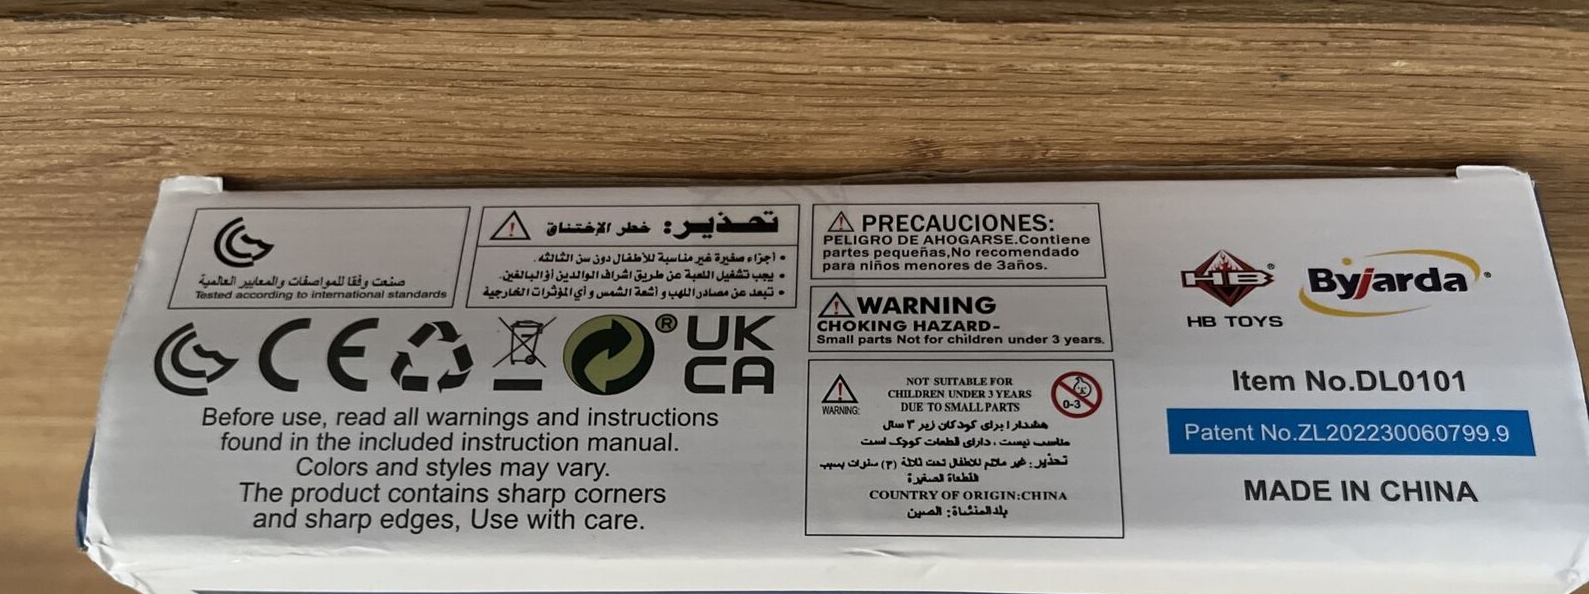 صنعت وفقا للمواصفات والمعايير العالمية
Tested according to international standards
تحذير: خطر الإختناق
• أجزاء صغيرة غير مناسبة للأطفال دون سن الثالثه.
• يجب تشغيل اللعبة عن طريق اشراف الوالدين أو البالغين.
• تبعد عن مصادر اللهب و أشعة الشمس و أي المؤثرات الخارجية
CE
®
UK
CA
Before use, read all warnings and instructions
found in the included instruction manual.
Colors and styles may vary.
The product contains sharp corners
and sharp edges, Use with care.
PRECAUCIONES:
PELIGRO DE AHOGARSE.Contiene
partes pequeñas,No recomendado
para niños menores de 3años.
WARNING
CHOKING HAZARD-
Small parts Not for children under 3 years.
WARNING:
NOT SUITABLE FOR
CHILDREN UNDER 3 YEARS
DUE TO SMALL PARTS
0-3
هشدار ! برای کودکان زیر ۳ سال
مناسب نیست ، دارای قطعات کوچک است
تحذير : غير ملائم للاطفال تحت ثلاثة (٣) سنوات بسبب
القطعاة الصغيرة
COUNTRY OF ORIGIN:CHINA
بلد المنشاة: الصين
HB®
HB TOYS
Byjarda®
Item No.DL0101
Patent No.ZL202230060799.9
MADE IN CHINA